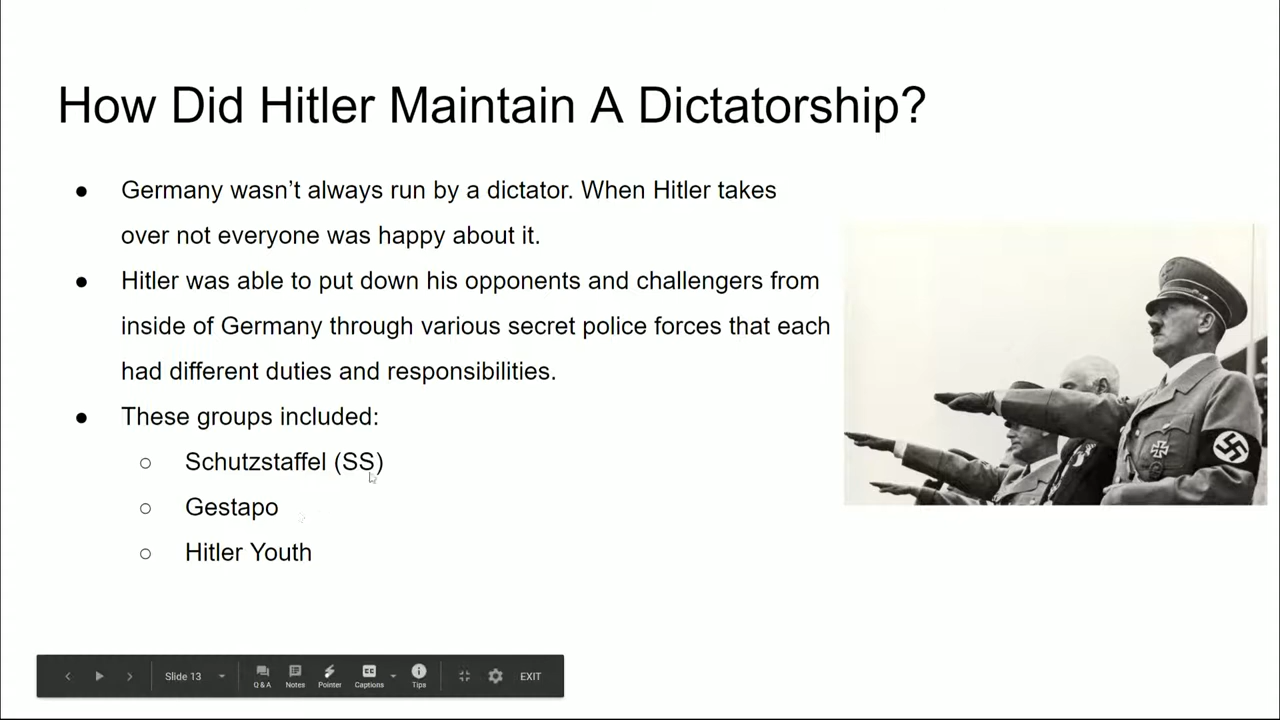 How Did Hitler Maintain A Dictatorship?
● Germany wasn’t always run by a dictator. When Hitler takes
over not everyone was happy about it.
● Hitler was able to put down his opponents and challengers from
inside of Germany through various secret police forces that each
had different duties and responsibilities.
● These groups included:
○ Schutzstaffel (SS)
○ Gestapo
○ Hitler Youth
Slide 13
Q & A Notes Pointer Captions Tips EXIT